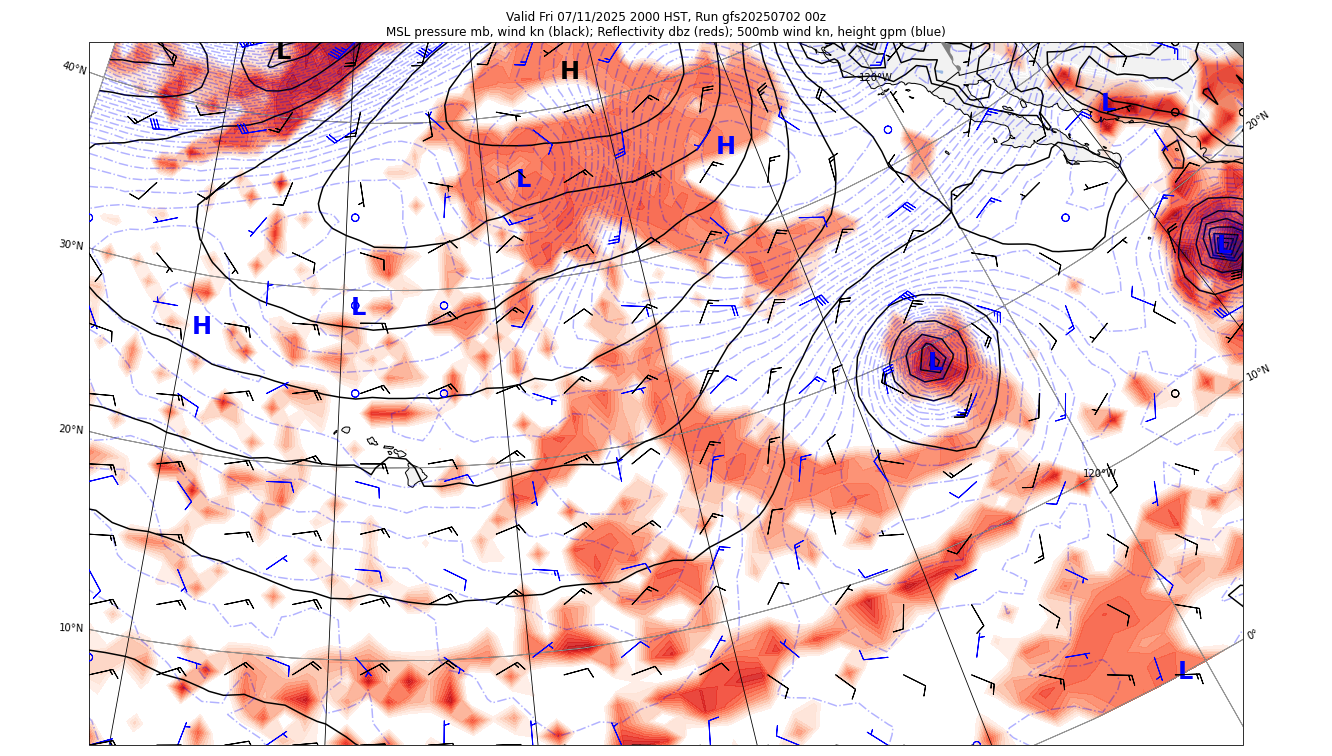 Valid Fri 07/11/2025 2000 HST, Run gfs20250702 00z
MSL pressure mb, wind kn (black); Reflectivity dbz (reds); 500mb wind kn, height gpm (blue)
L
H
40°N
120°W
L
20°N
H
L
30°N
L
L
H
L
10°N
20°N
120°W
10°N
0°
L